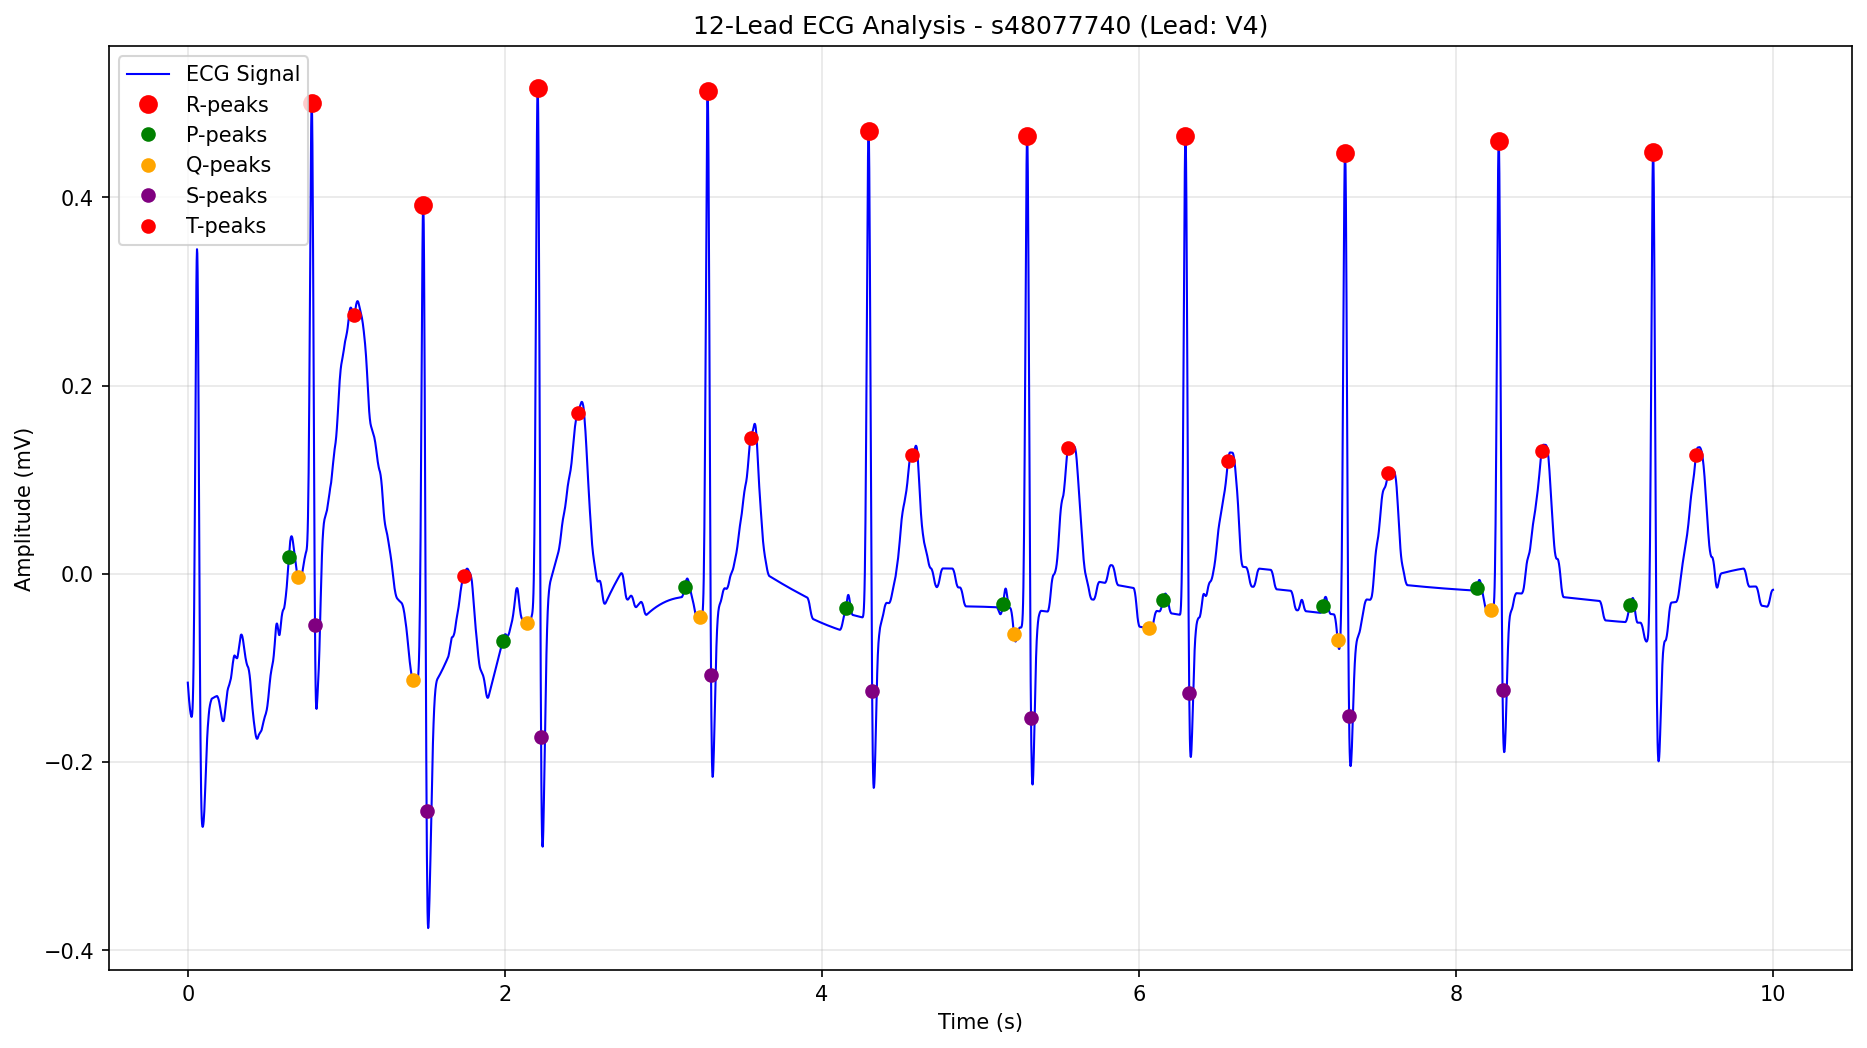 12-Lead ECG Analysis - s48077740 (Lead: V4)
ECG Signal
R-peaks
P-peaks
Q-peaks
S-peaks
T-peaks
Amplitude (mV)
0.4
0.2
0.0
−0.2
−0.4
0 2 4 6 8 10
Time (s)